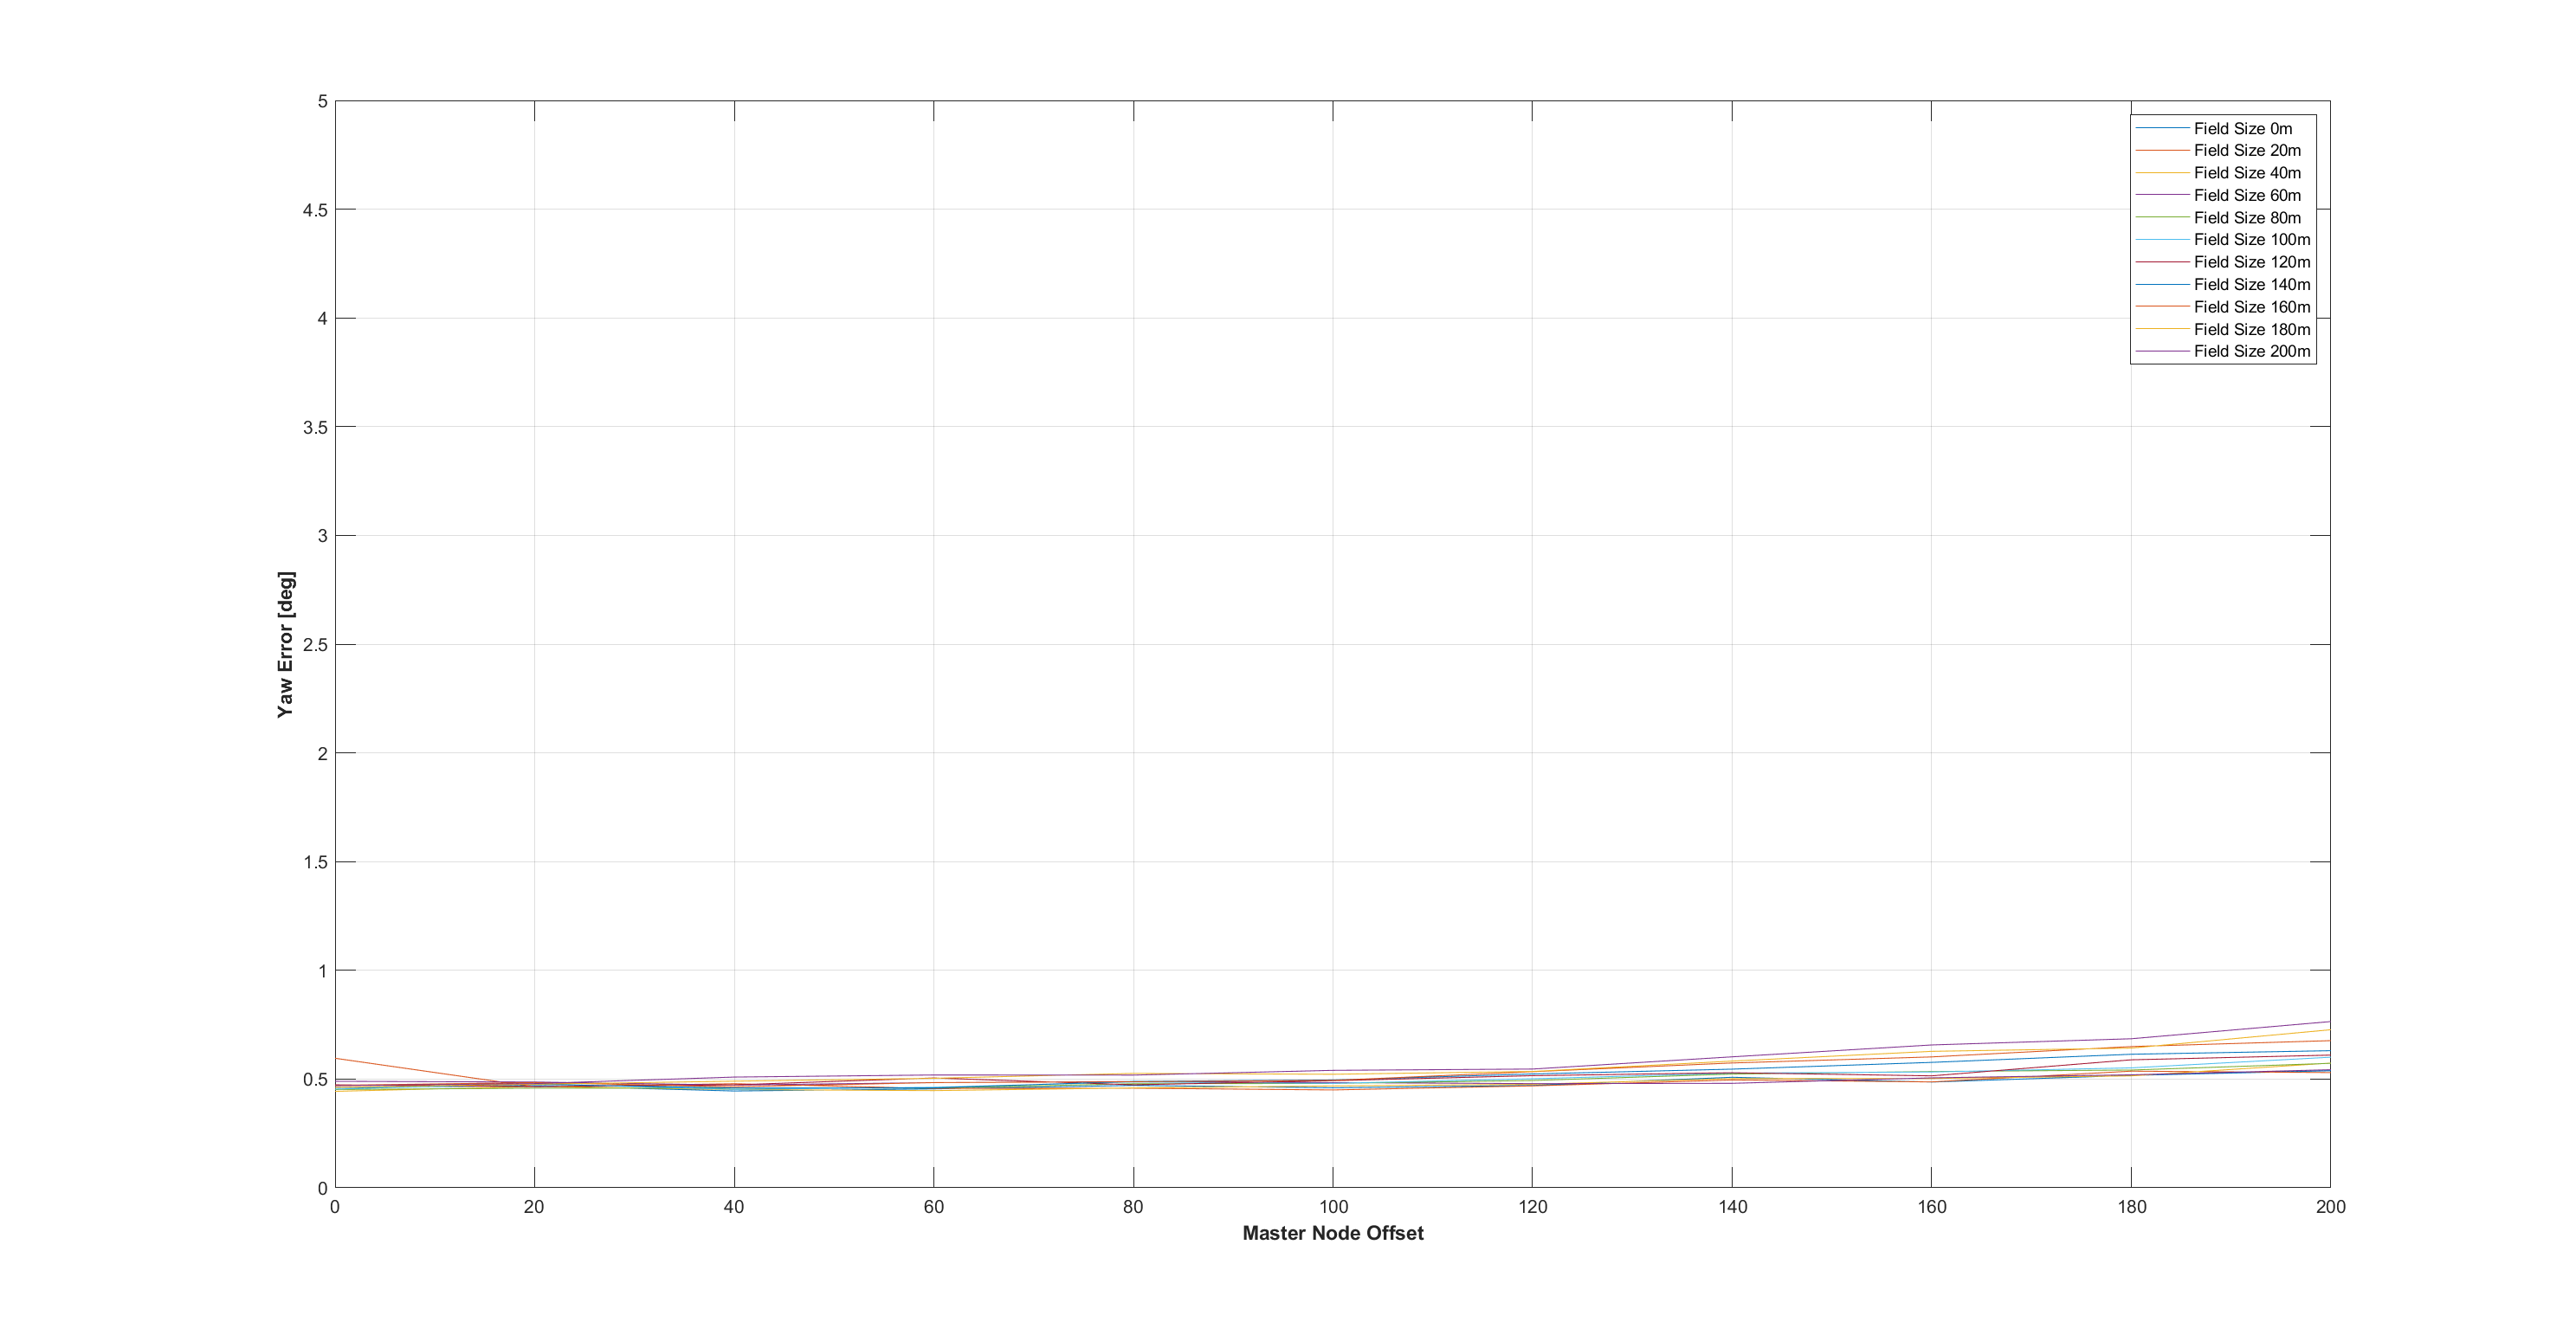 5
4.5
4
3.5
3
2.5
2
1.5
1
0.5
0
Yaw Error [deg]
0 20 40 60 80 100 120 140 160 180 200
Master Node Offset
Field Size 0m
Field Size 20m
Field Size 40m
Field Size 60m
Field Size 80m
Field Size 100m
Field Size 120m
Field Size 140m
Field Size 160m
Field Size 180m
Field Size 200m